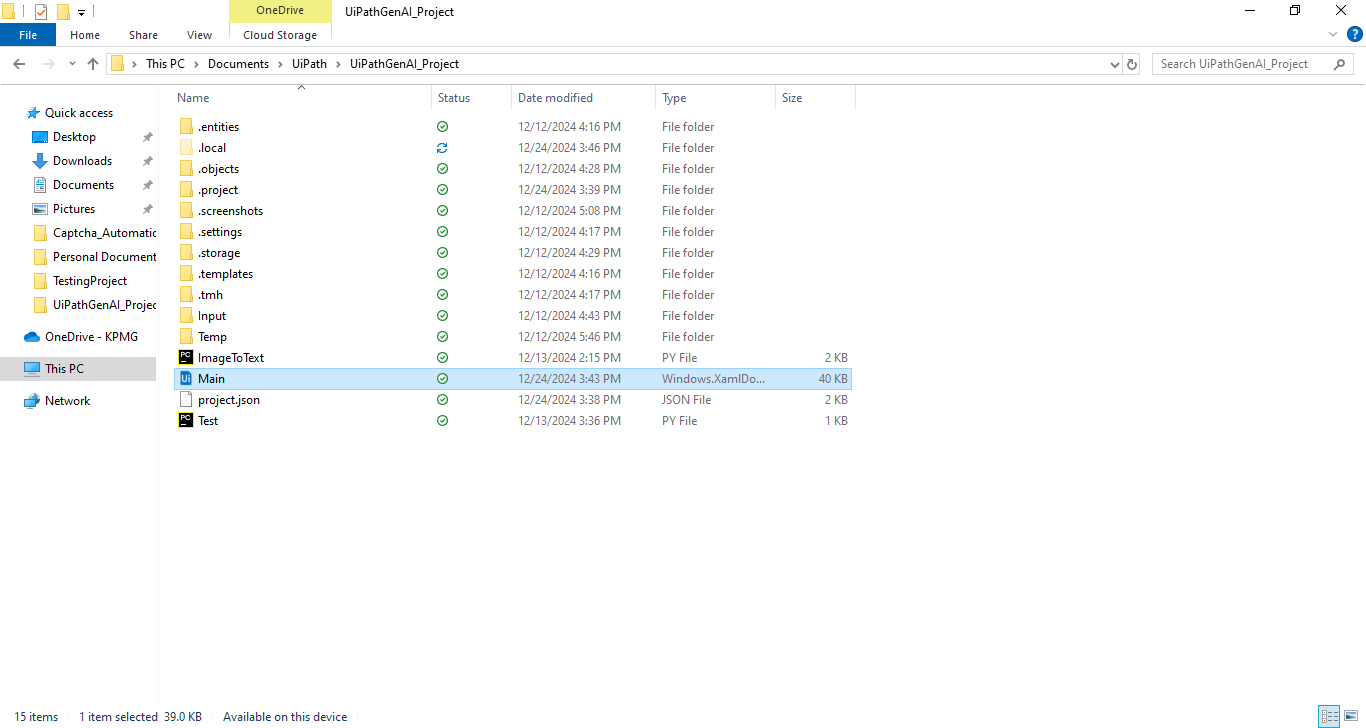 OneDrive
UiPathGenAI_Project
File
Home
Share
View
Cloud Storage
?
This PC
Documents
UiPath
UiPathGenAI_Project
Search UiPathGenAI_Project
Quick access
Desktop
Downloads
Documents
Pictures
Captcha_Automatic
Personal Document
TestingProject
UiPathGenAI_Projec
OneDrive - KPMG
This PC
Network
Name Status Date modified Type Size
.entities 12/12/2024 4:16 PM File folder
.local 12/24/2024 3:46 PM File folder
.objects 12/12/2024 4:28 PM File folder
.project 12/24/2024 3:39 PM File folder
.screenshots 12/12/2024 5:08 PM File folder
.settings 12/12/2024 4:17 PM File folder
.storage 12/12/2024 4:29 PM File folder
.templates 12/12/2024 4:16 PM File folder
.tmh 12/12/2024 4:17 PM File folder
Input 12/12/2024 4:43 PM File folder
Temp 12/12/2024 5:46 PM File folder
PC ImageToText 12/13/2024 2:15 PM PY File 2 KB
Ui Main 12/24/2024 3:43 PM Windows.XamlDo... 40 KB
project.json 12/24/2024 3:38 PM JSON File 2 KB
PC Test 12/13/2024 3:36 PM PY File 1 KB
15 items 1 item selected 39.0 KB Available on this device